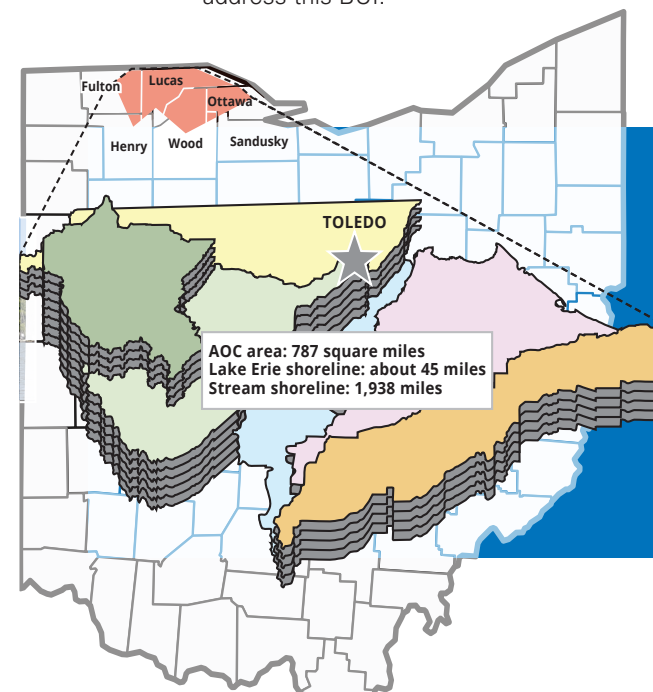 Fulton
Lucas
Ottawa
Henry
Wood
Sandusky
TOLEDO
AOC area: 787 square miles
Lake Erie shoreline: about 45 miles
Stream shoreline: 1,938 miles